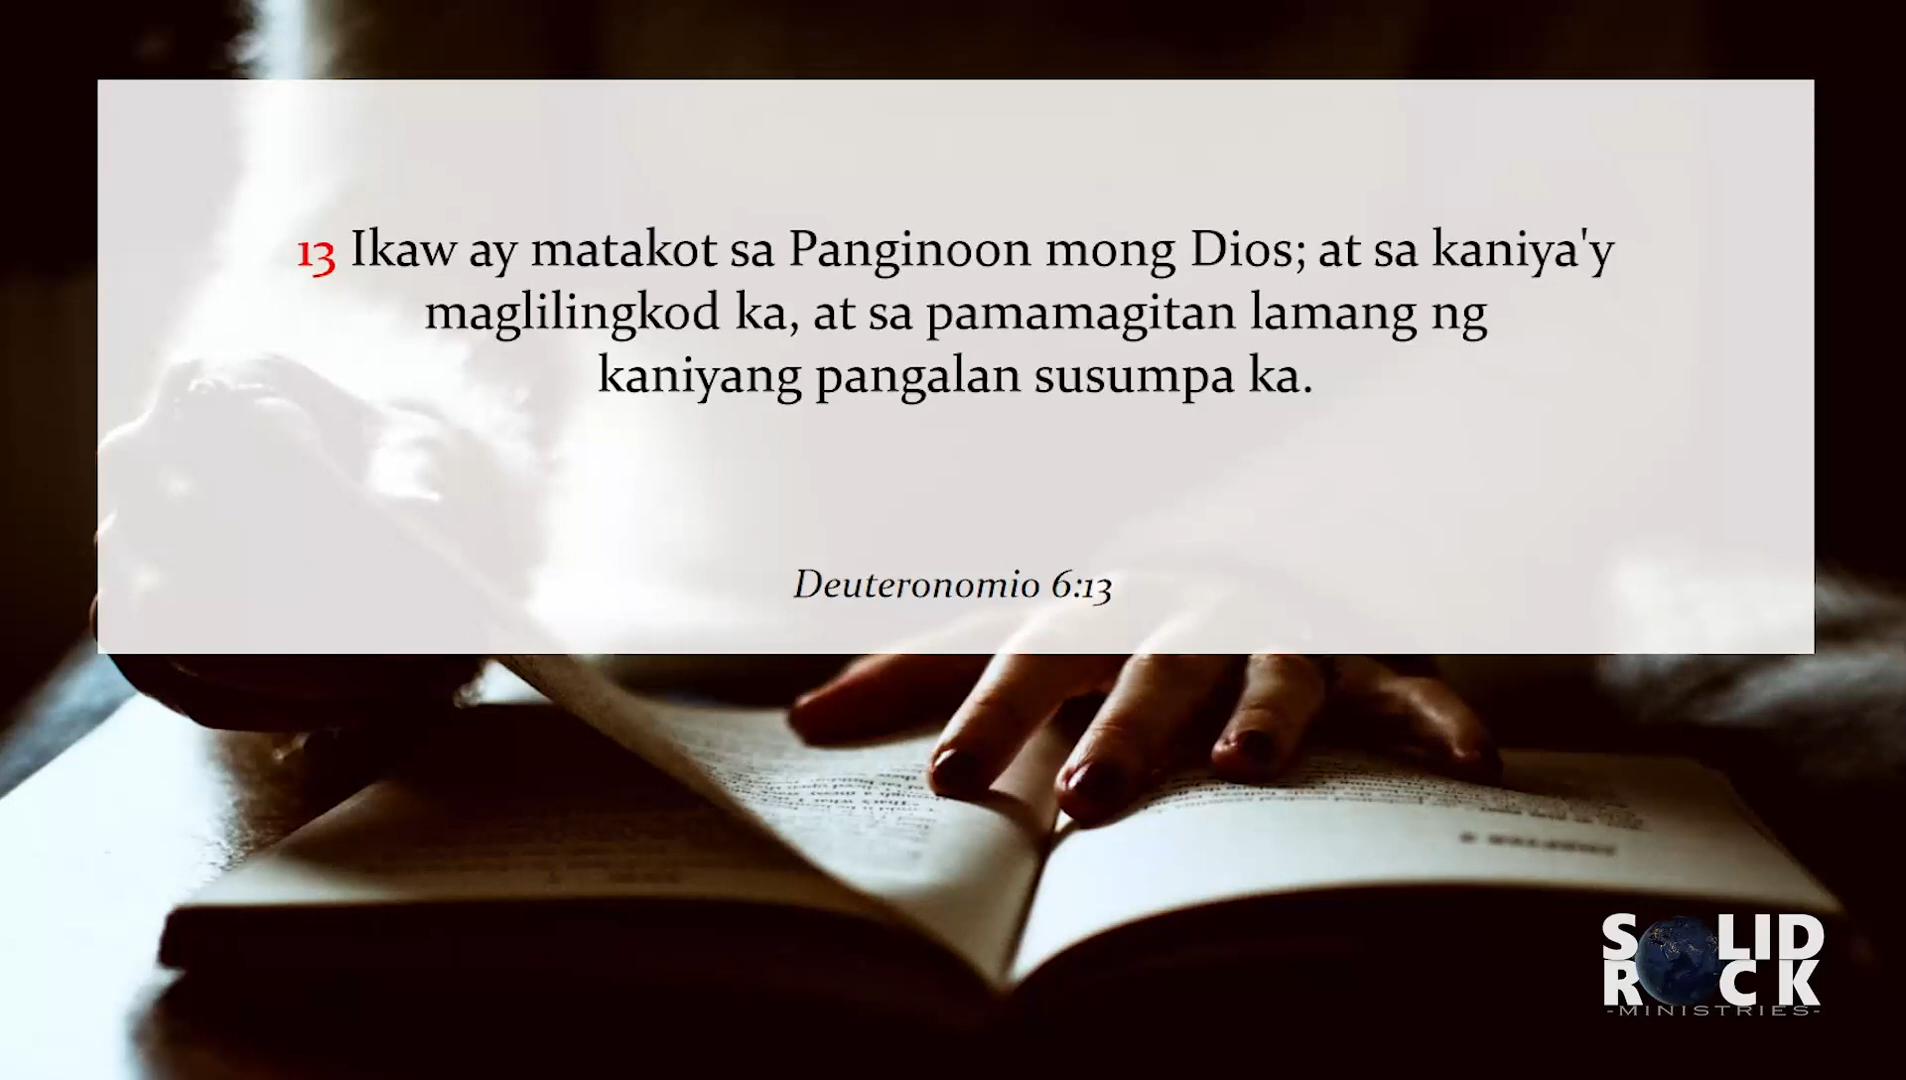 13 Ikaw ay matakot sa Panginoon mong Dios; at sa kaniya'y
maglilingkod ka, at sa pamamagitan lamang ng
kaniyang pangalan susumpa ka.
Deuteronomio 6:13
SOLID
ROCK
-MINISTRIES-